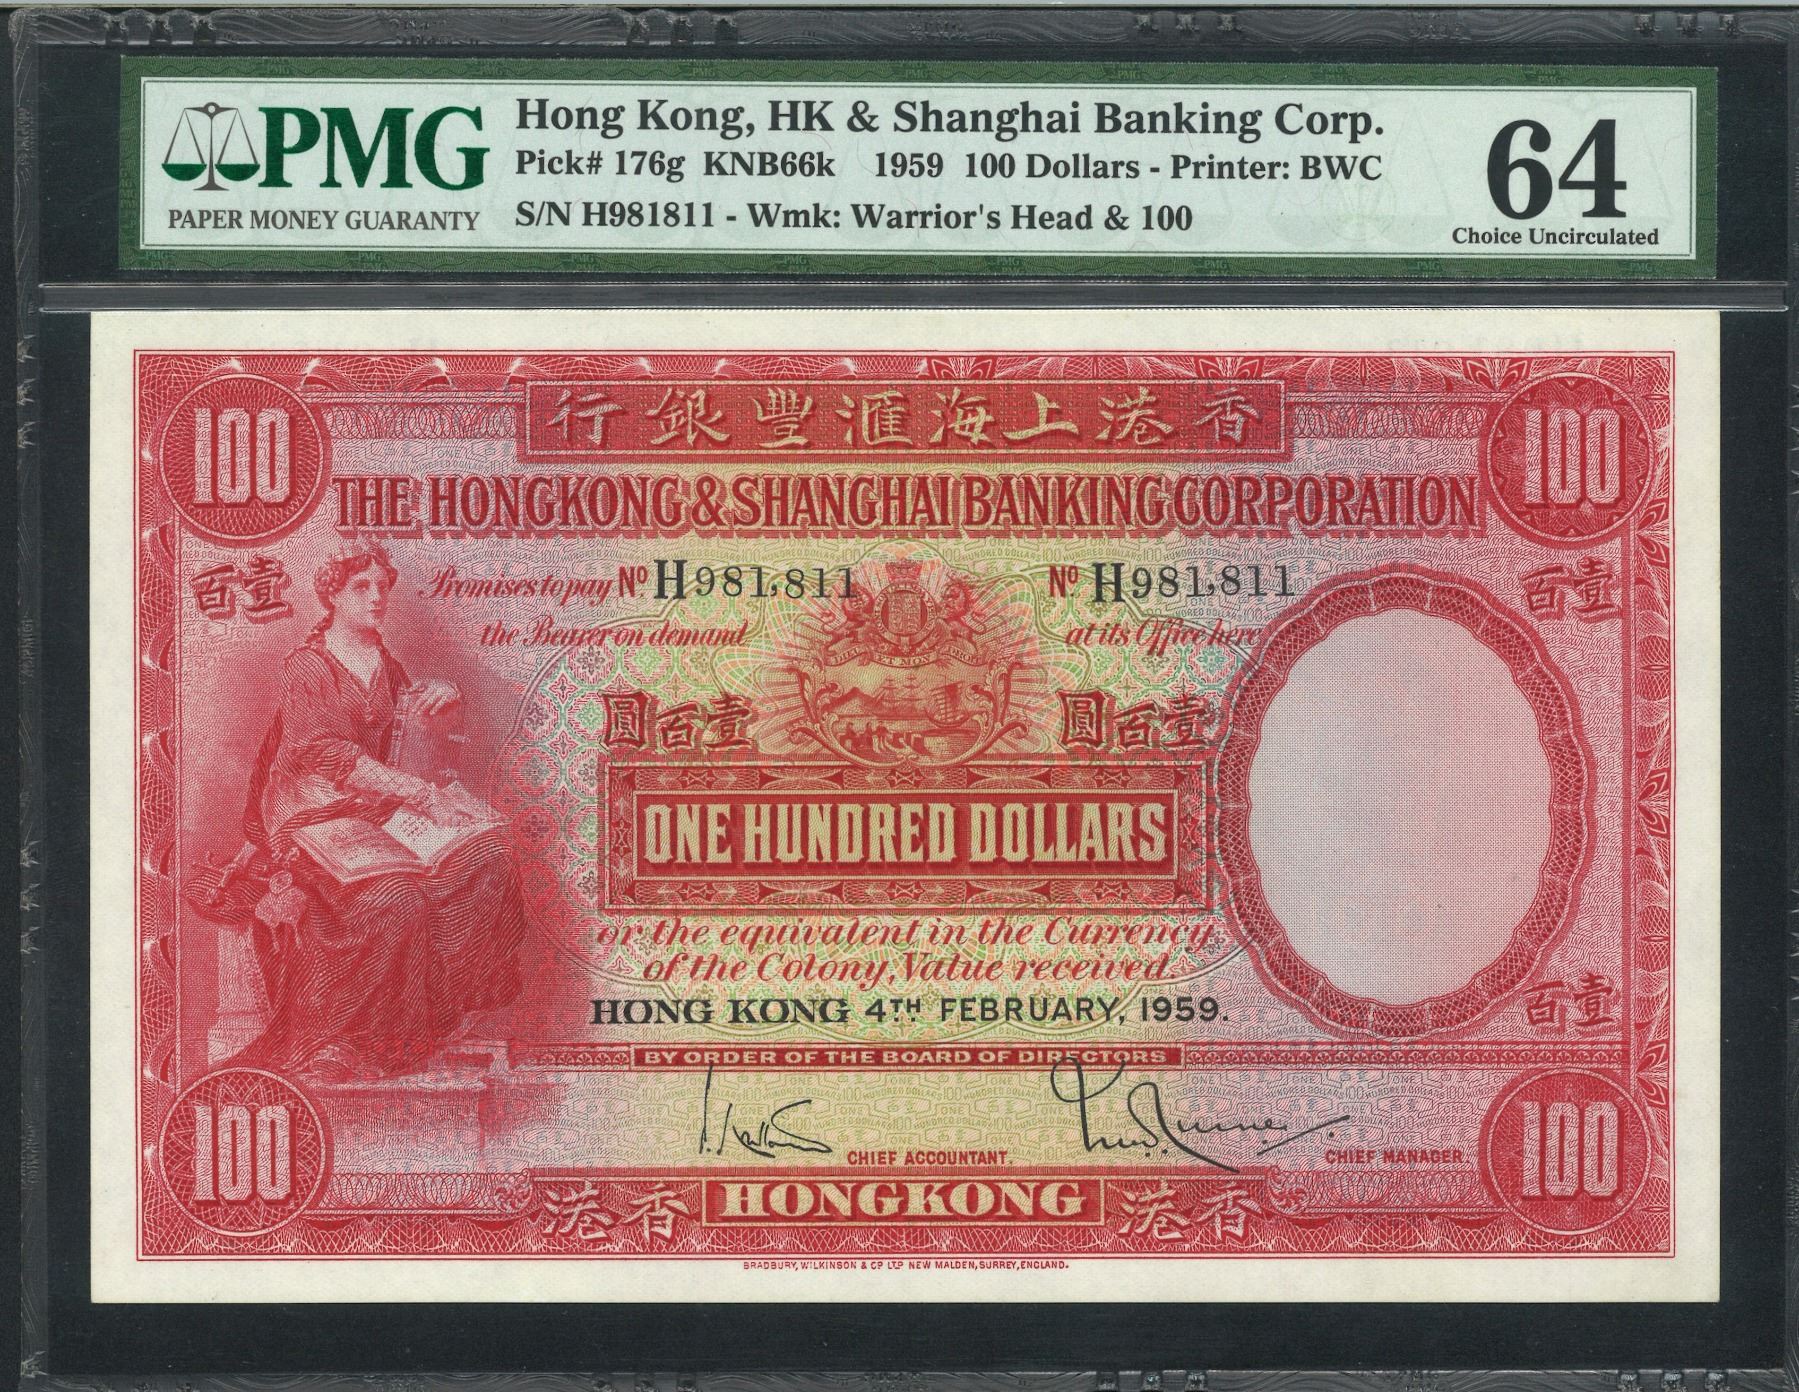 PMG
PAPER MONEY GUARANTY
Hong Kong, HK & Shanghai Banking Corp.
Pick# 176g KNB66k 1959 100 Dollars - Printer: BWC
S/N H981811 - Wmk: Warrior's Head & 100
64
Choice Uncirculated
100
行銀豐滙海上港香
100
THE HONGKONG & SHANGHAI BANKING CORPORATION
百壹
Promises to pay Nº H981,811
Nº H981,811
百壹
the Bearer on demand
at its Office here
圓百壹
圓百壹
ONE HUNDRED DOLLARS
or the equivalent in the Currency
of the Colony, Value received.
HONG KONG 4TH FEBRUARY, 1959.
百壹
BY ORDER OF THE BOARD OF DIRECTORS
100
CHIEF ACCOUNTANT.
CHIEF MANAGER.
100
港香
HONGKONG
港香
BRADBURY, WILKINSON & Cº LTD NEW MALDEN, SURREY, ENGLAND.